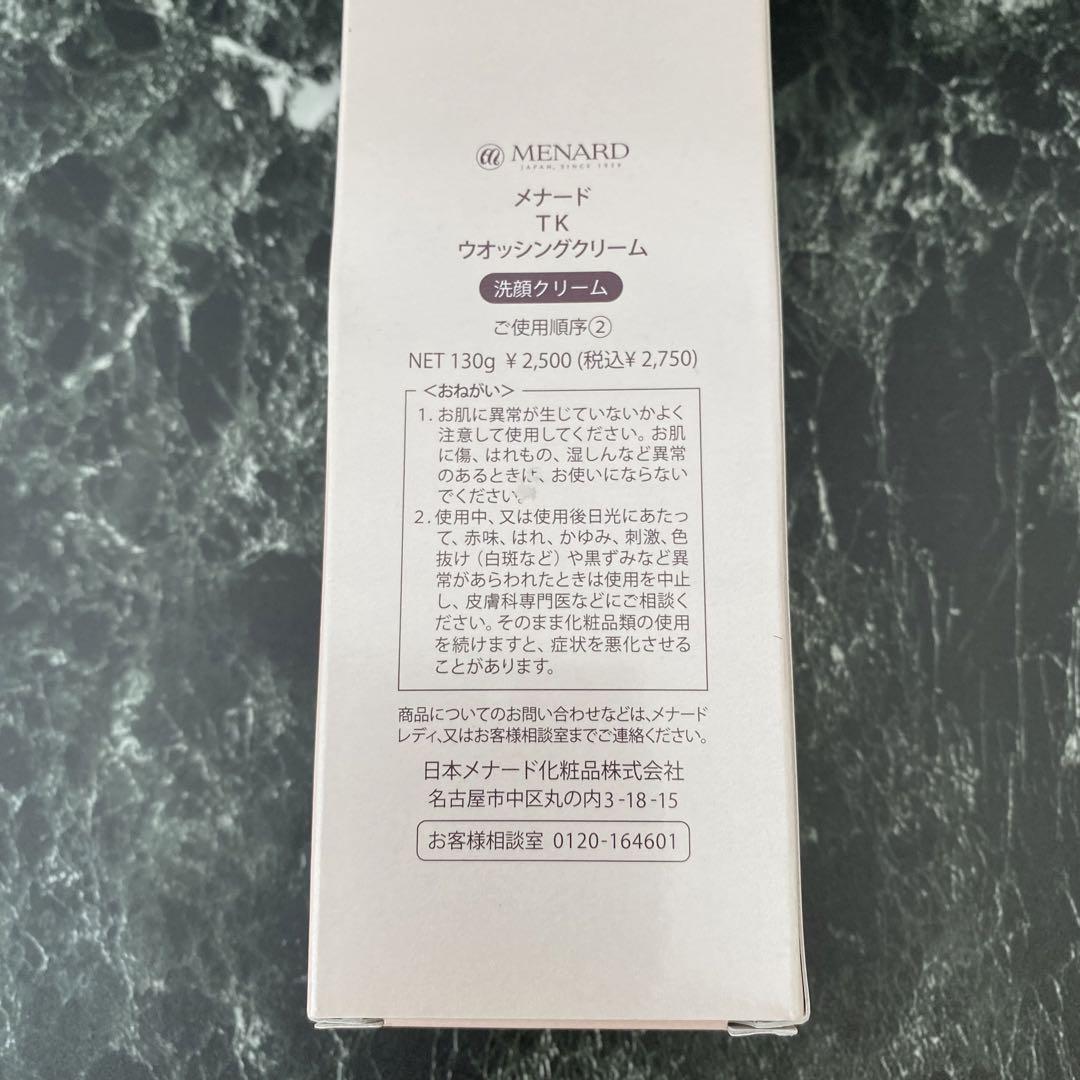 MENARD
JAPAN, SINCE 1959
メナード
TK
ウオッシングクリーム
洗顔クリーム
ご使用順序②
NET 130g ¥2,500 (税込¥2,750)
<おねがい>
1. お肌に異常が生じていないかよく
注意して使用してください。お肌
に傷、はれもの、湿しんなど異常
のあるときは、お使いにならない
でください。
2. 使用中、又は使用後日光にあたっ
て、赤味、はれ、かゆみ、刺激、色
抜け（白斑など）や黒ずみなど異
常があらわれたときは使用を中止
し、皮膚科専門医などにご相談く
ださい。そのまま化粧品類の使用
を続けますと、症状を悪化させる
ことがあります。
商品についてのお問い合わせなどは、メナード
レディ、又はお客様相談室までご連絡ください。
日本メナード化粧品株式会社
名古屋市中区丸の内3-18-15
お客様相談室 0120-164601